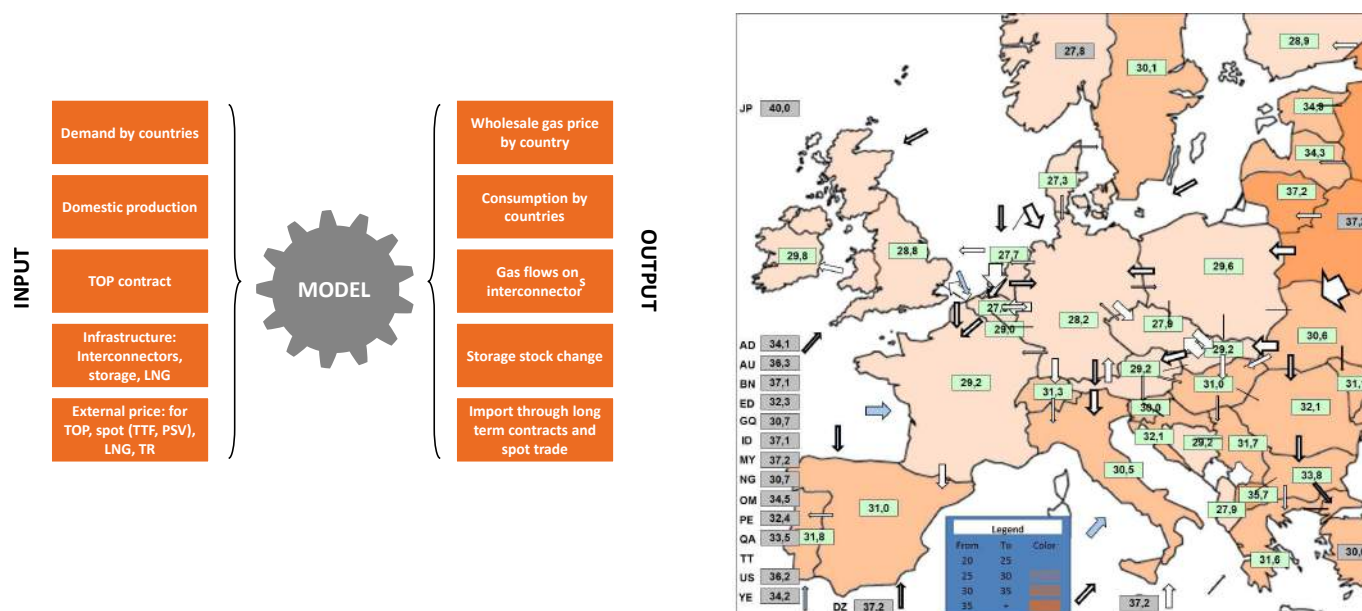 INPUT
Demand by countries
Domestic production
TOP contract
Infrastructure:
Interconnectors,
storage, LNG
External price: for
TOP, spot (TTF, PSV),
LNG, TR
MODEL
Wholesale gas price
by country
Consumption by
countries
Gas flows on
interconnectors
Storage stock change
Import through long
term contracts and
spot trade
OUTPUT
27,8
28,9
30,1
JP 40,0
34,9
34,3
27,3
37,2
29,8
28,8
27,7
29,6
28,2
27,9
29,0
30,6
AD 34,1
29,2
AU 36,3
29,2
29,2
BN 37,1
31,3
31,0
ED 32,3
30,0
32,1
GQ 30,7
ID 37,1
32,1
29,2
31,7
MY 37,2
30,5
33,8
NG 30,7
35,7
OM 34,5
31,0
27,9
PE 32,4
QA 33,5
31,8
TT
31,6
US 36,2
YE 34,2
DZ 37,2
37,2
Legend
From To Color
20 25
25 30
30 35
35 -